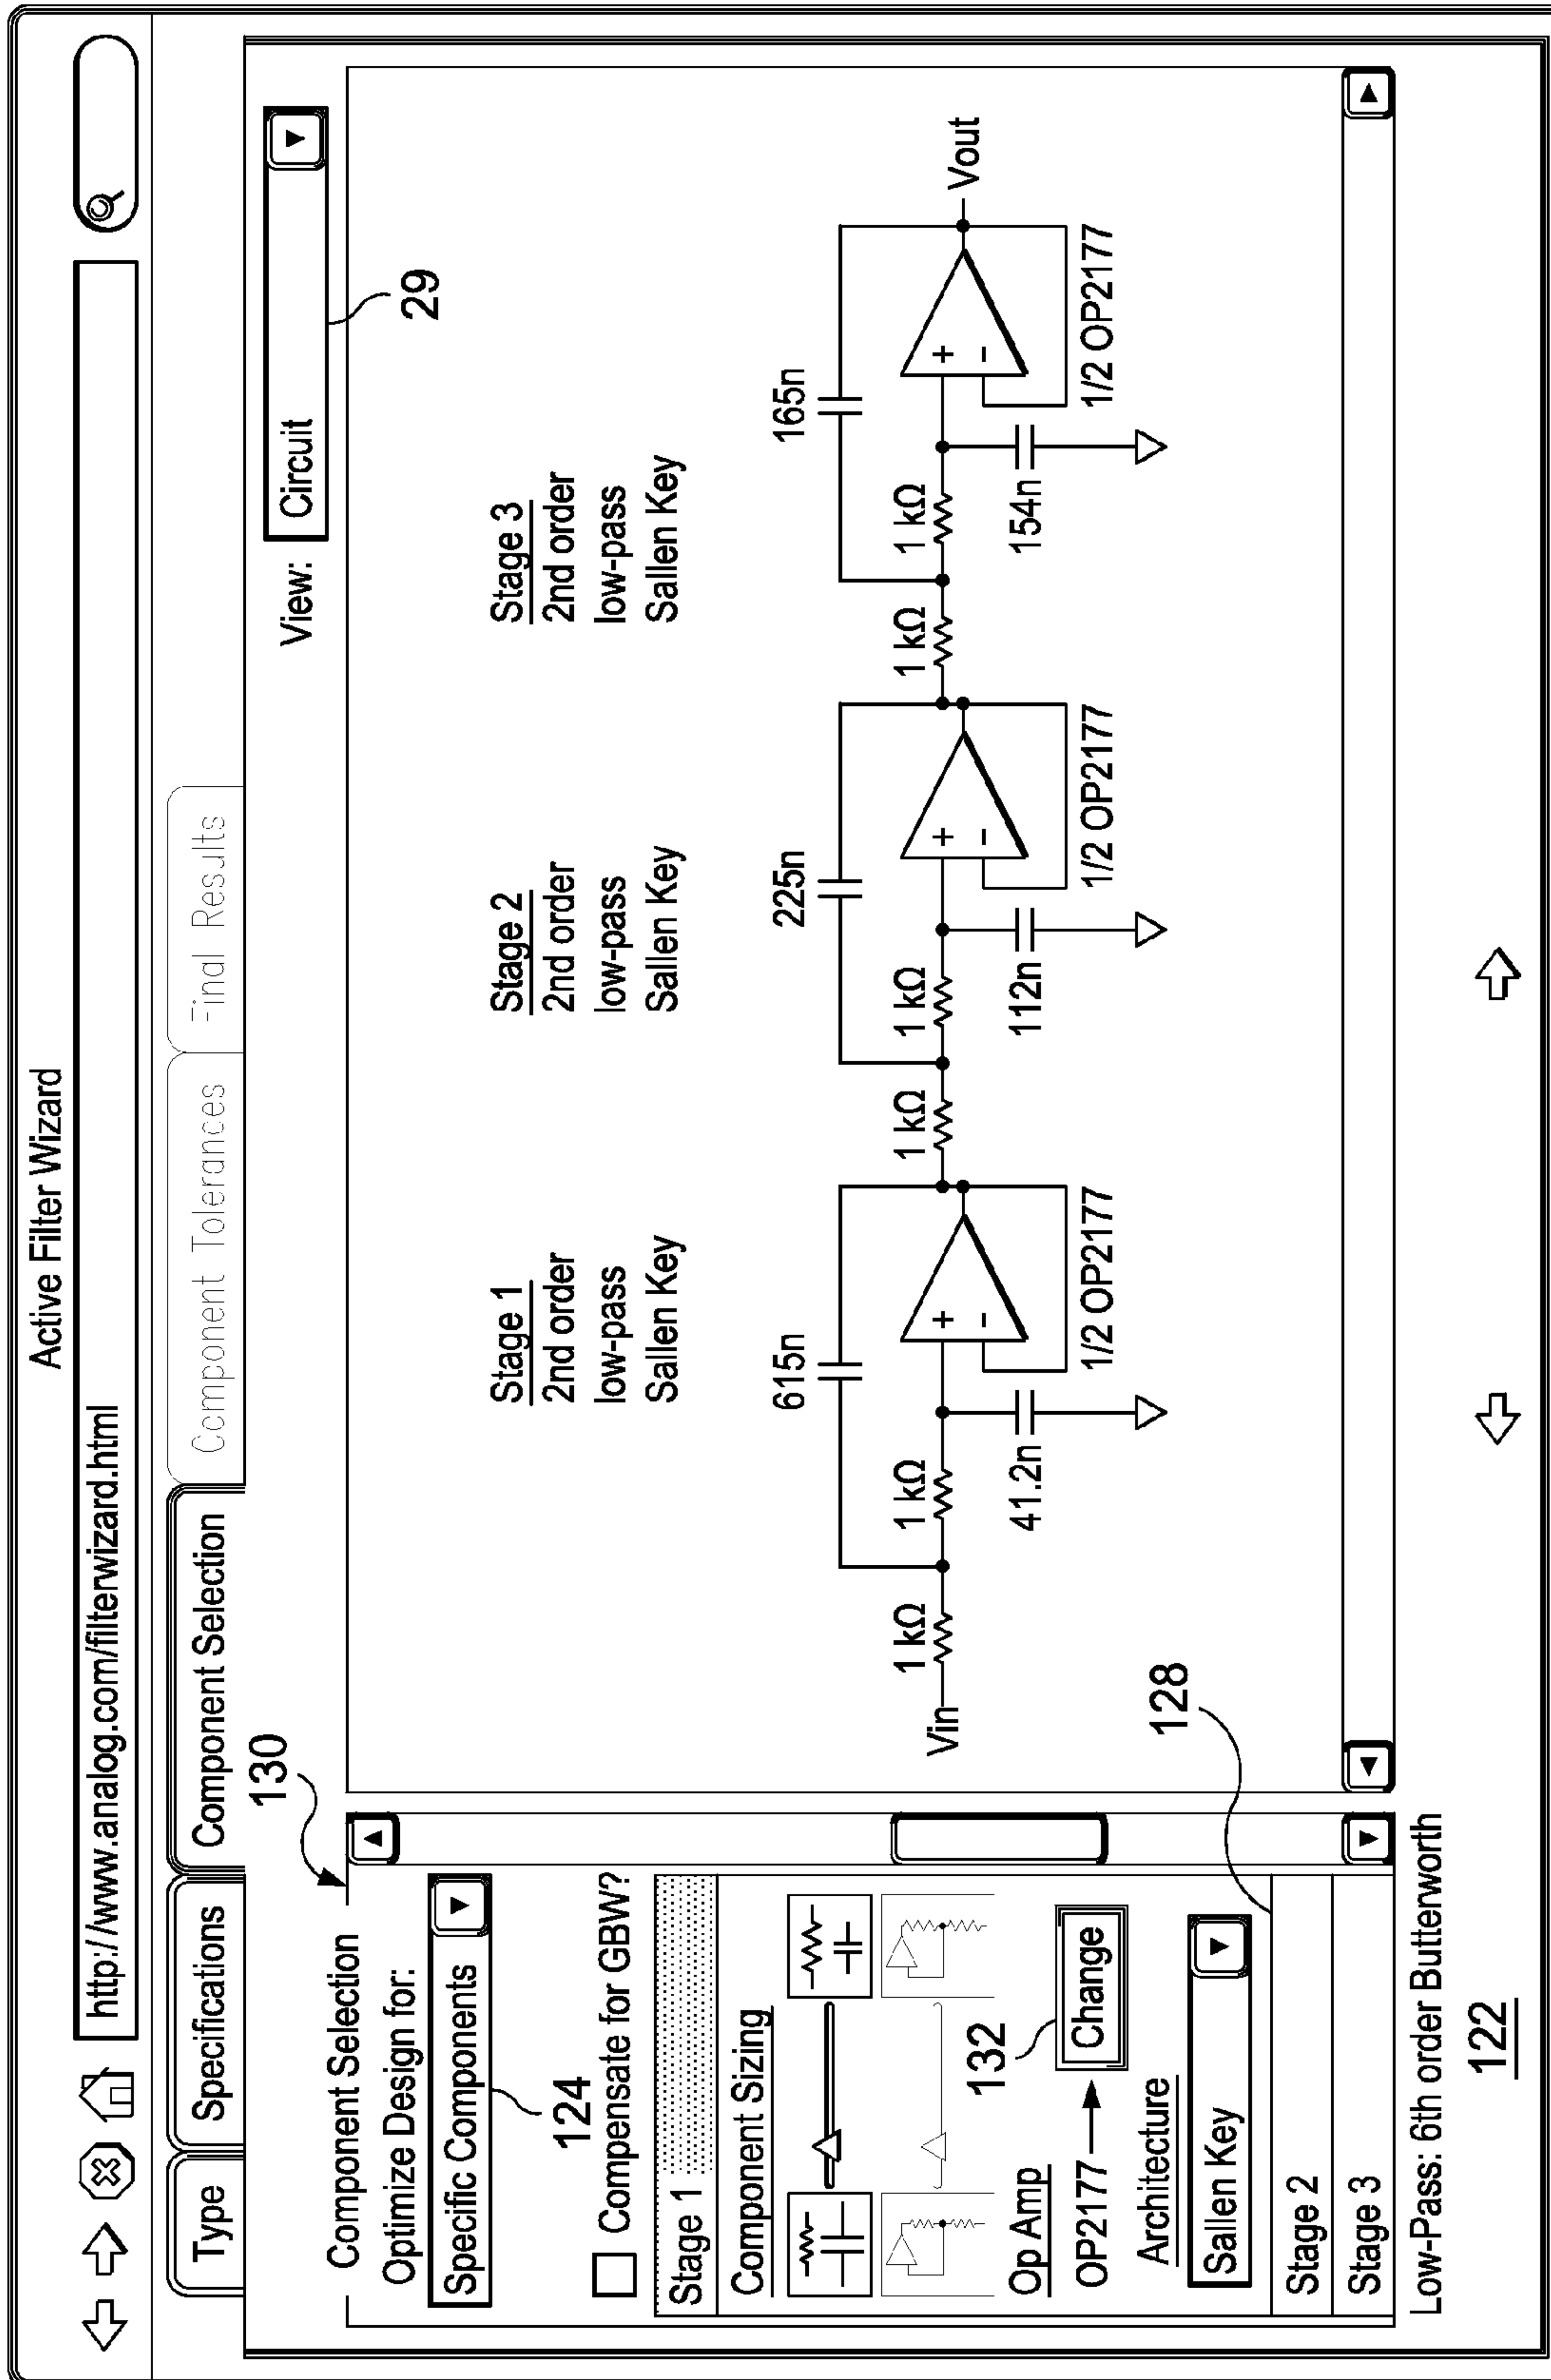 Active Filter Wizard
http://www.analog.com/filterwizard.html
Type
Specifications
Component Selection
Component Tolerances
Final Results
130
View:
Circuit
29
Component Selection
Optimize Design for:
Specific Components
124
Compensate for GBW?
Stage 1
Component Sizing
Op Amp
OP2177
132
Change
Architecture
Sallen Key
128
Stage 2
Stage 3
Stage 1
2nd order
low-pass
Sallen Key
Stage 2
2nd order
low-pass
Sallen Key
Stage 3
2nd order
low-pass
Sallen Key
615n
225n
165n
Vin
1 kΩ
1 kΩ
1 kΩ
1 kΩ
1 kΩ
1 kΩ
Vout
+
-
+
-
+
-
41.2n
112n
154n
1/2 OP2177
1/2 OP2177
1/2 OP2177
Low-Pass: 6th order Butterworth
122